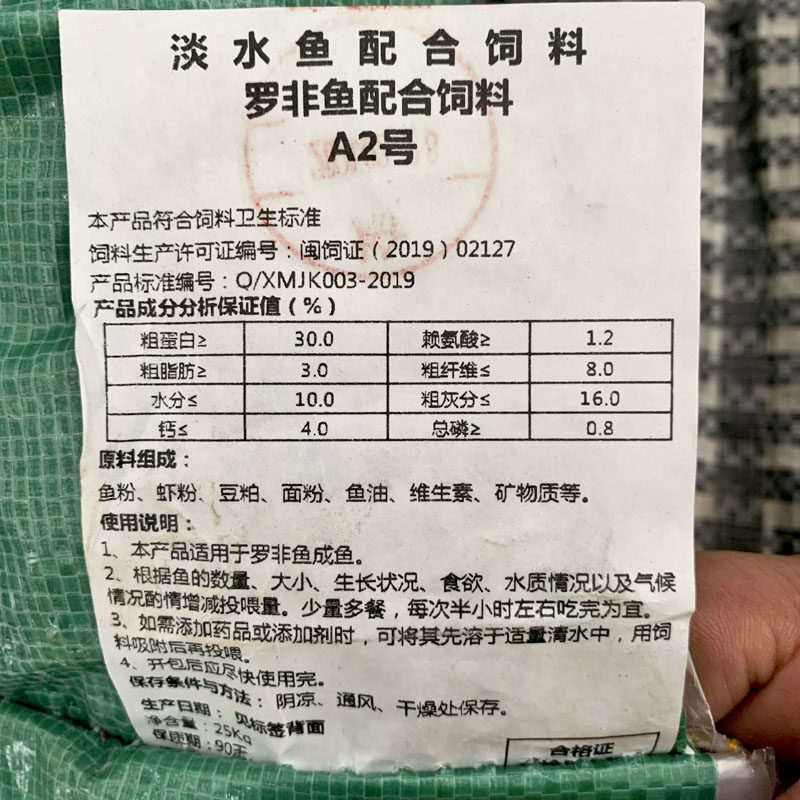 淡水鱼配合饲料
罗非鱼配合饲料
A2号
本产品符合饲料卫生标准
饲料生产许可证编号：闽饲证（2019）02127
产品标准编号：Q/XMJK003-2019
产品成分分析保证值（%）
粗蛋白≥ 30.0 赖氨酸≥ 1.2
粗脂肪≥ 3.0 粗纤维≤ 8.0
水分≤ 10.0 粗灰分≤ 16.0
钙≤ 4.0 总磷≥ 0.8
原料组成：
鱼粉、虾粉、豆粕、面粉、鱼油、维生素、矿物质等。
使用说明：
1、本产品适用于罗非鱼成鱼。
2、根据鱼的数量、大小、生长状况、食欲、水质情况以及气候
情况酌情增减投喂量。少量多餐，每次半小时左右吃完为宜。
3、如需添加药品或添加剂时，可将其先溶于适量清水中，用饲
料吸附后再投喂。
4、开包后应尽快使用完。
保存条件与方法：阴凉、通风、干燥处保存。
生产日期：见标签背面
净含量：25Kg
保质期：90天
合格证